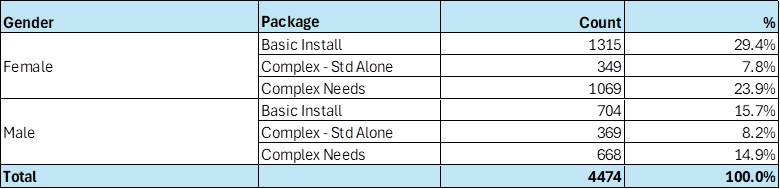 Gender Package Count %
Female Basic Install 1315 29.4%
Complex - Std Alone 349 7.8%
Complex Needs 1069 23.9%
Male Basic Install 704 15.7%
Complex - Std Alone 369 8.2%
Complex Needs 668 14.9%
Total 4474 100.0%